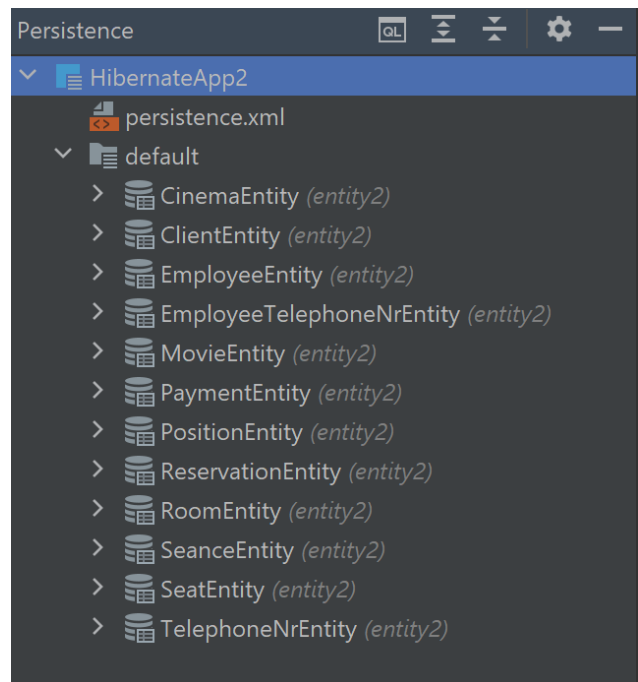 Persistence QL
HibernateApp2
persistence.xml
default
CinemaEntity (entity2)
ClientEntity (entity2)
EmployeeEntity (entity2)
EmployeeTelephoneNrEntity (entity2)
MovieEntity (entity2)
PaymentEntity (entity2)
PositionEntity (entity2)
ReservationEntity (entity2)
RoomEntity (entity2)
SeanceEntity (entity2)
SeatEntity (entity2)
TelephoneNrEntity (entity2)